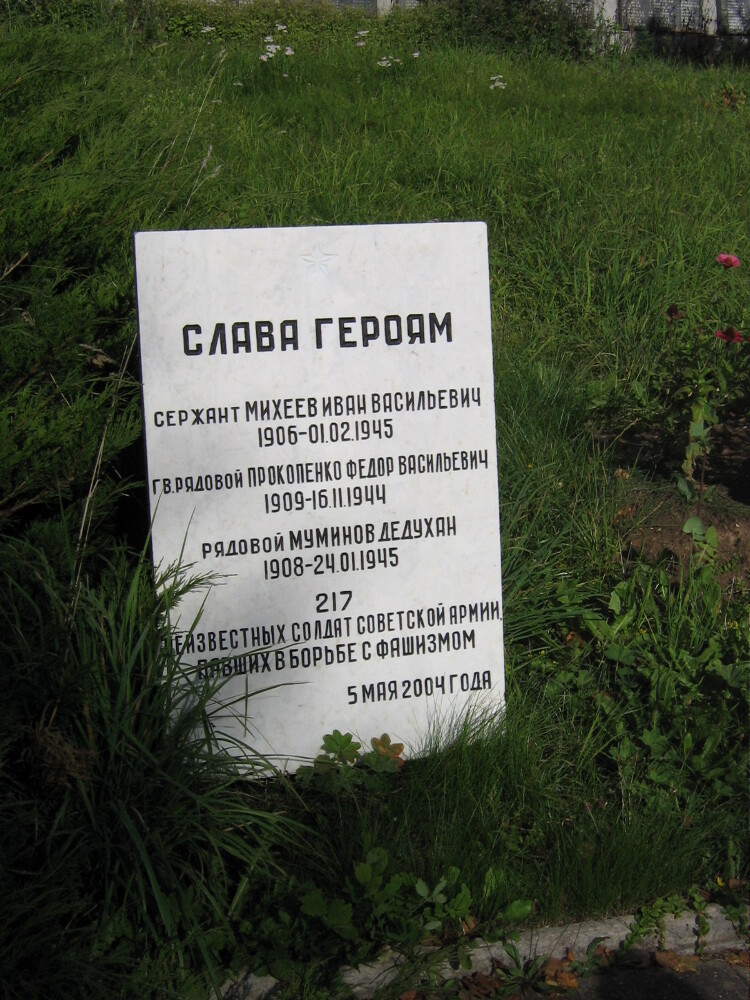 СЛАВА ГЕРОЯМ
СЕРЖАНТ МИХЕЕВ ИВАН ВАСИЛЬЕВИЧ
1906-01.02.1945
ГВ.РЯДОВОЙ ПРОКОПЕНКО ФЕДОР ВАСИЛЬЕВИЧ
1909-16.11.1944
РЯДОВОЙ МУМИНОВ ДЕДУХАН
1908-24.01.1945
217
НЕИЗВЕСТНЫХ СОЛДАТ СОВЕТСКОЙ АРМИИ,
ПАВШИХ В БОРЬБЕ С ФАШИЗМОМ
5 МАЯ 2004 ГОДА